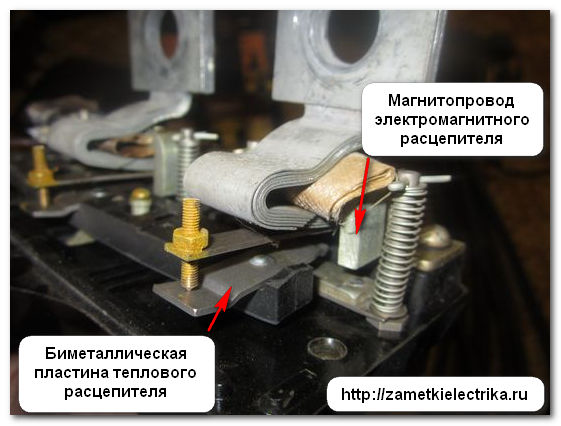 Магнитопровод
электромагнитного
расцепителя
Биметаллическая
пластина теплового
расцепителя
http://zametkielectrika.ru